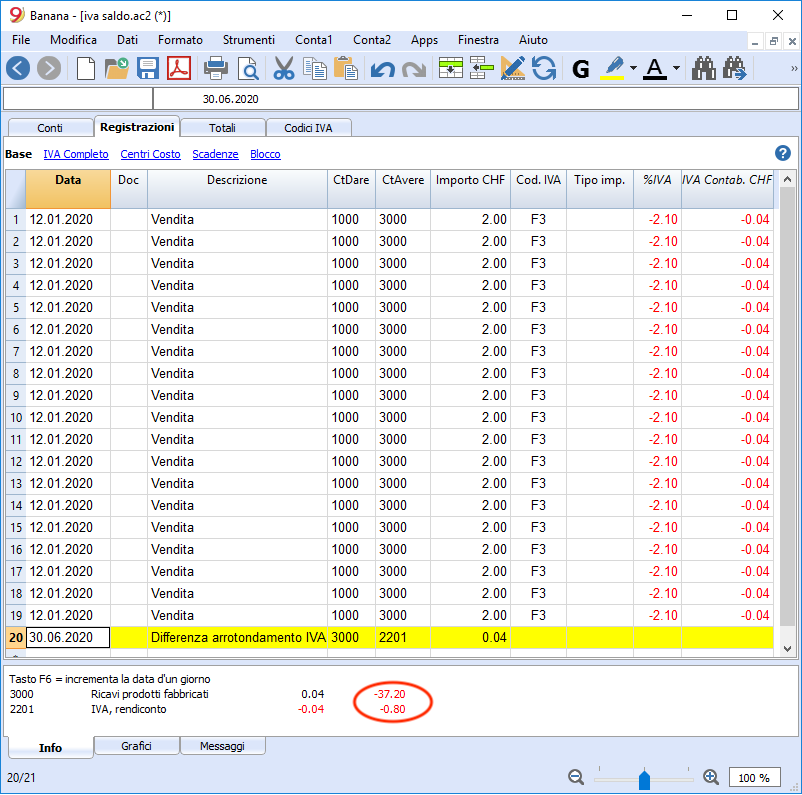 Banana - [iva saldo.ac2 (*)]
File Modifica Dati Formato Strumenti Conta1 Conta2 Apps Finestra Aiuto
G A »
30.06.2020
Conti Registrazioni Totali Codici IVA
Base IVA Completo Centri Costo Scadenze Blocco ?
Data Doc Descrizione CtDare CtAvere Importo CHF Cod. IVA Tipo imp. %IVA IVA Contab. CHF
1 12.01.2020 Vendita 1000 3000 2.00 F3 -2.10 -0.04
2 12.01.2020 Vendita 1000 3000 2.00 F3 -2.10 -0.04
3 12.01.2020 Vendita 1000 3000 2.00 F3 -2.10 -0.04
4 12.01.2020 Vendita 1000 3000 2.00 F3 -2.10 -0.04
5 12.01.2020 Vendita 1000 3000 2.00 F3 -2.10 -0.04
6 12.01.2020 Vendita 1000 3000 2.00 F3 -2.10 -0.04
7 12.01.2020 Vendita 1000 3000 2.00 F3 -2.10 -0.04
8 12.01.2020 Vendita 1000 3000 2.00 F3 -2.10 -0.04
9 12.01.2020 Vendita 1000 3000 2.00 F3 -2.10 -0.04
10 12.01.2020 Vendita 1000 3000 2.00 F3 -2.10 -0.04
11 12.01.2020 Vendita 1000 3000 2.00 F3 -2.10 -0.04
12 12.01.2020 Vendita 1000 3000 2.00 F3 -2.10 -0.04
13 12.01.2020 Vendita 1000 3000 2.00 F3 -2.10 -0.04
14 12.01.2020 Vendita 1000 3000 2.00 F3 -2.10 -0.04
15 12.01.2020 Vendita 1000 3000 2.00 F3 -2.10 -0.04
16 12.01.2020 Vendita 1000 3000 2.00 F3 -2.10 -0.04
17 12.01.2020 Vendita 1000 3000 2.00 F3 -2.10 -0.04
18 12.01.2020 Vendita 1000 3000 2.00 F3 -2.10 -0.04
19 12.01.2020 Vendita 1000 3000 2.00 F3 -2.10 -0.04
20 30.06.2020 Differenza arrotondamento IVA 3000 2201 0.04
Tasto F6 = incrementa la data d'un giorno
3000 Ricavi prodotti fabbricati 0.04 -37.20
2201 IVA, rendiconto -0.04 -0.80
Info Grafici Messaggi
20/21 100 %